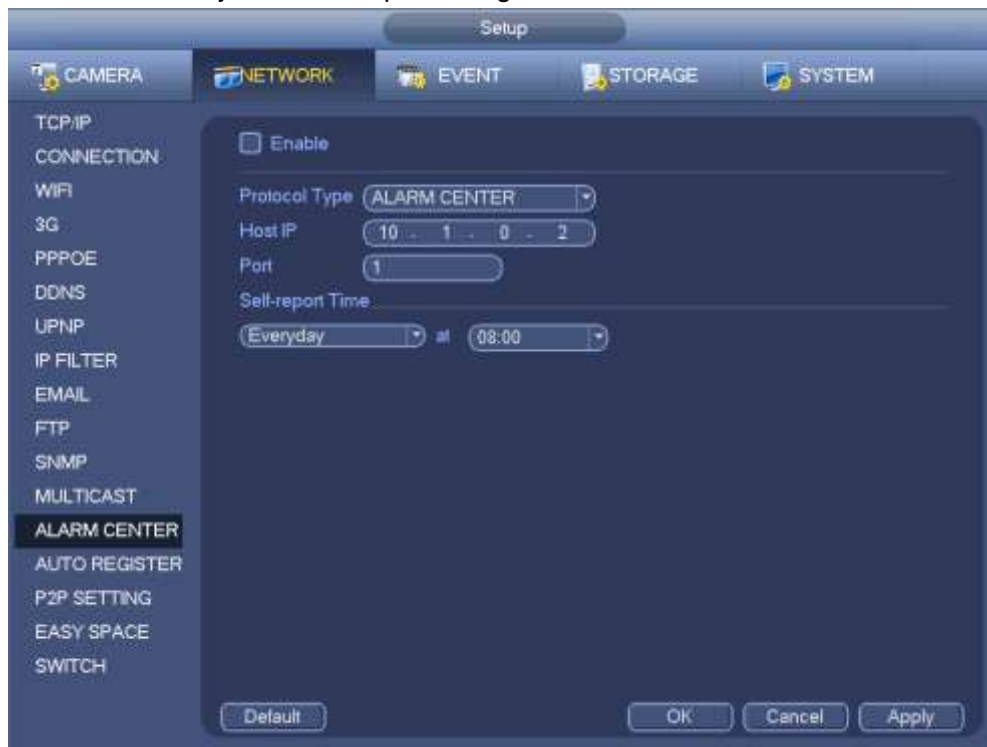 Setup
CAMERA NETWORK EVENT STORAGE SYSTEM
TCP/IP
CONNECTION
WIFI
3G
PPPOE
DDNS
UPNP
IP FILTER
EMAIL
FTP
SNMP
MULTICAST
ALARM CENTER
AUTO REGISTER
P2P SETTING
EASY SPACE
SWITCH
Enable
Protocol Type ALARM CENTER
Host IP 10 . 1 . 0 . 2
Port 1
Self-report Time
Everyday at 08:00
Default OK Cancel Apply